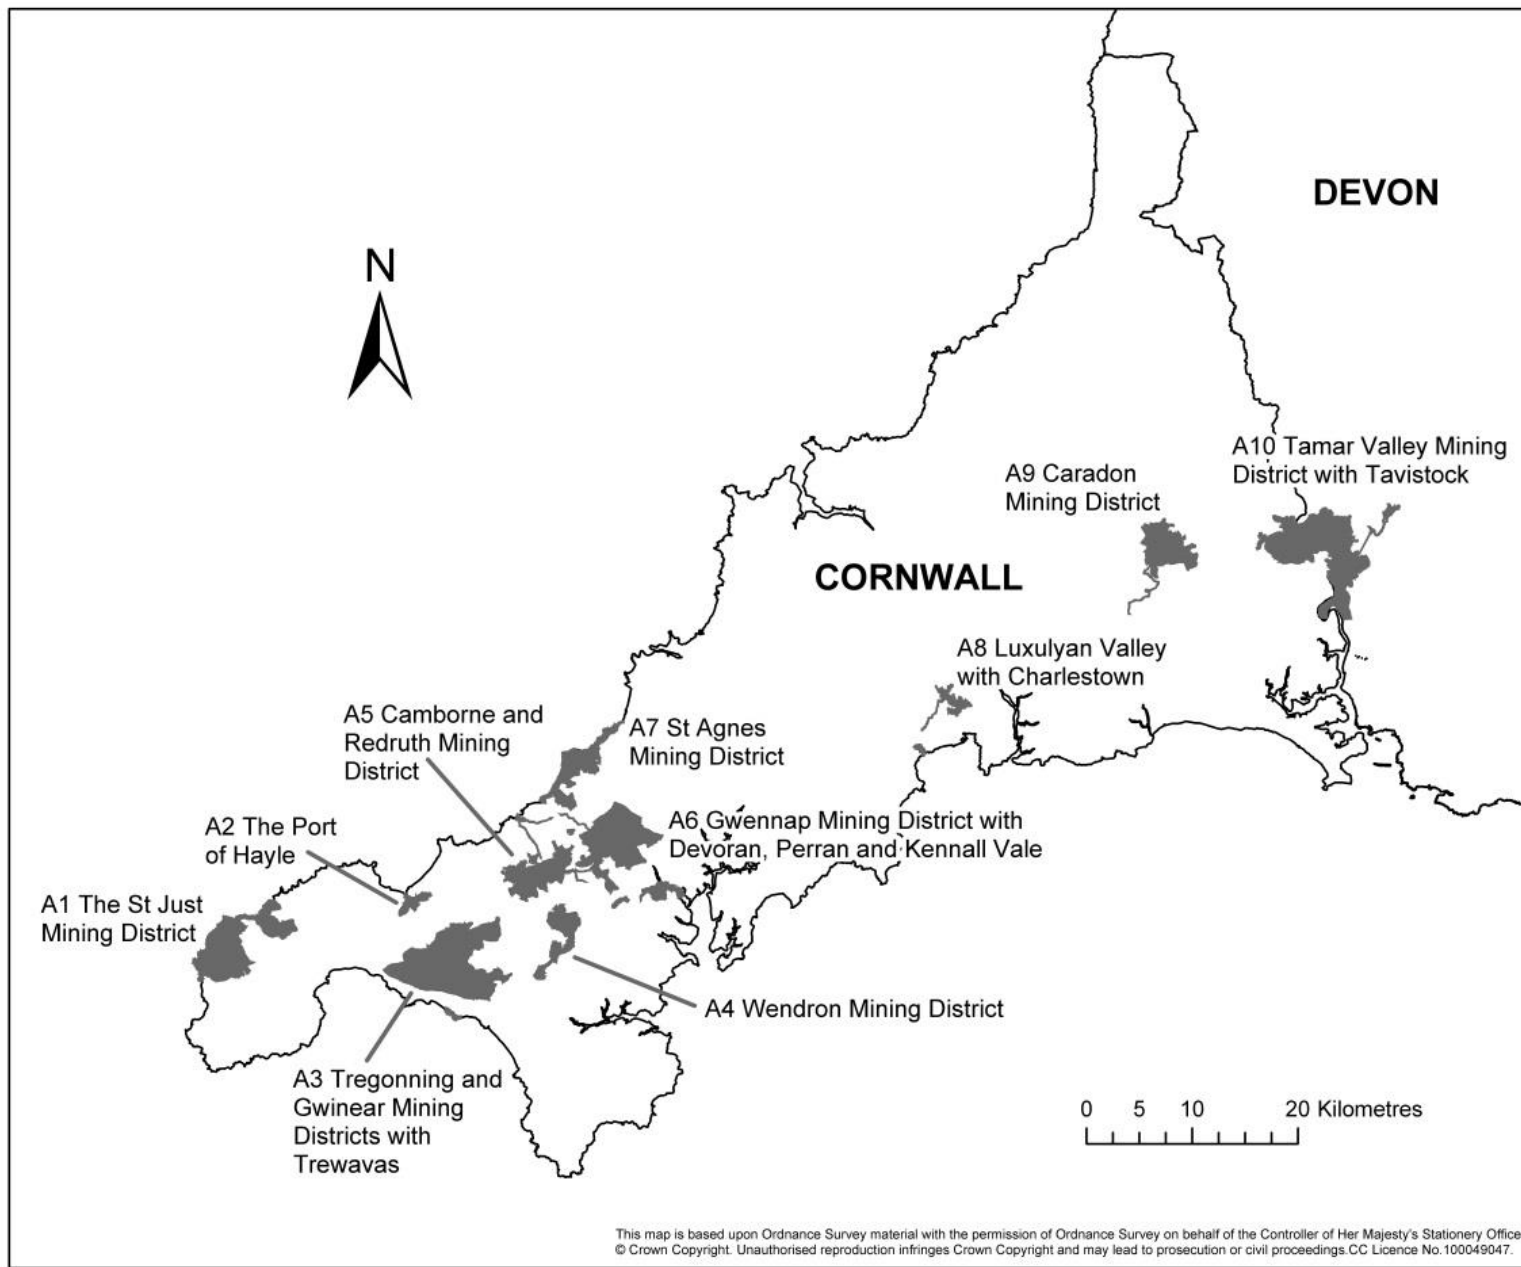 DEVON
N
A10 Tamar Valley Mining
District with Tavistock
A9 Caradon
Mining District
CORNWALL
A8 Luxulyan Valley
with Charlestown
A5 Camborne and
Redruth Mining
District
A7 St Agnes
Mining District
A2 The Port
of Hayle
A6 Gwennap Mining District with
Devoran, Perran and Kennall Vale
A1 The St Just
Mining District
A4 Wendron Mining District
A3 Tregonning and
Gwinear Mining
Districts with
Trewavas
0 5 10 20 Kilometres
This map is based upon Ordnance Survey material with the permission of Ordnance Survey on behalf of the Controller of Her Majesty's Stationery Office
© Crown Copyright. Unauthorised reproduction infringes Crown Copyright and may lead to prosecution or civil proceedings.CC Licence No.100049047.